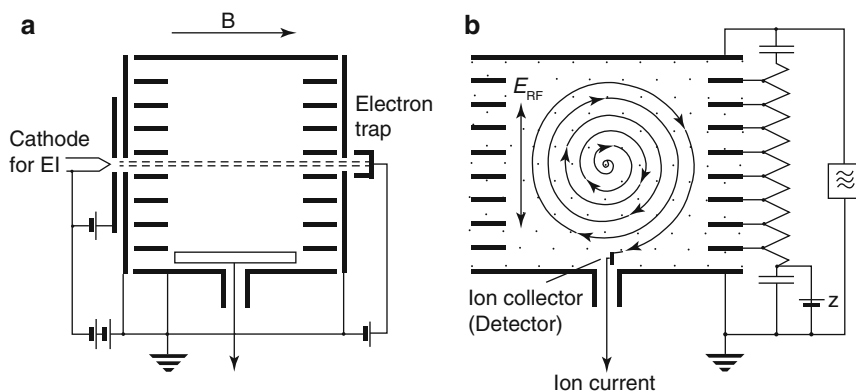 a
B
Cathode
for EI
Electron
trap
b
E_RF
z
Ion collector
(Detector)
Ion current